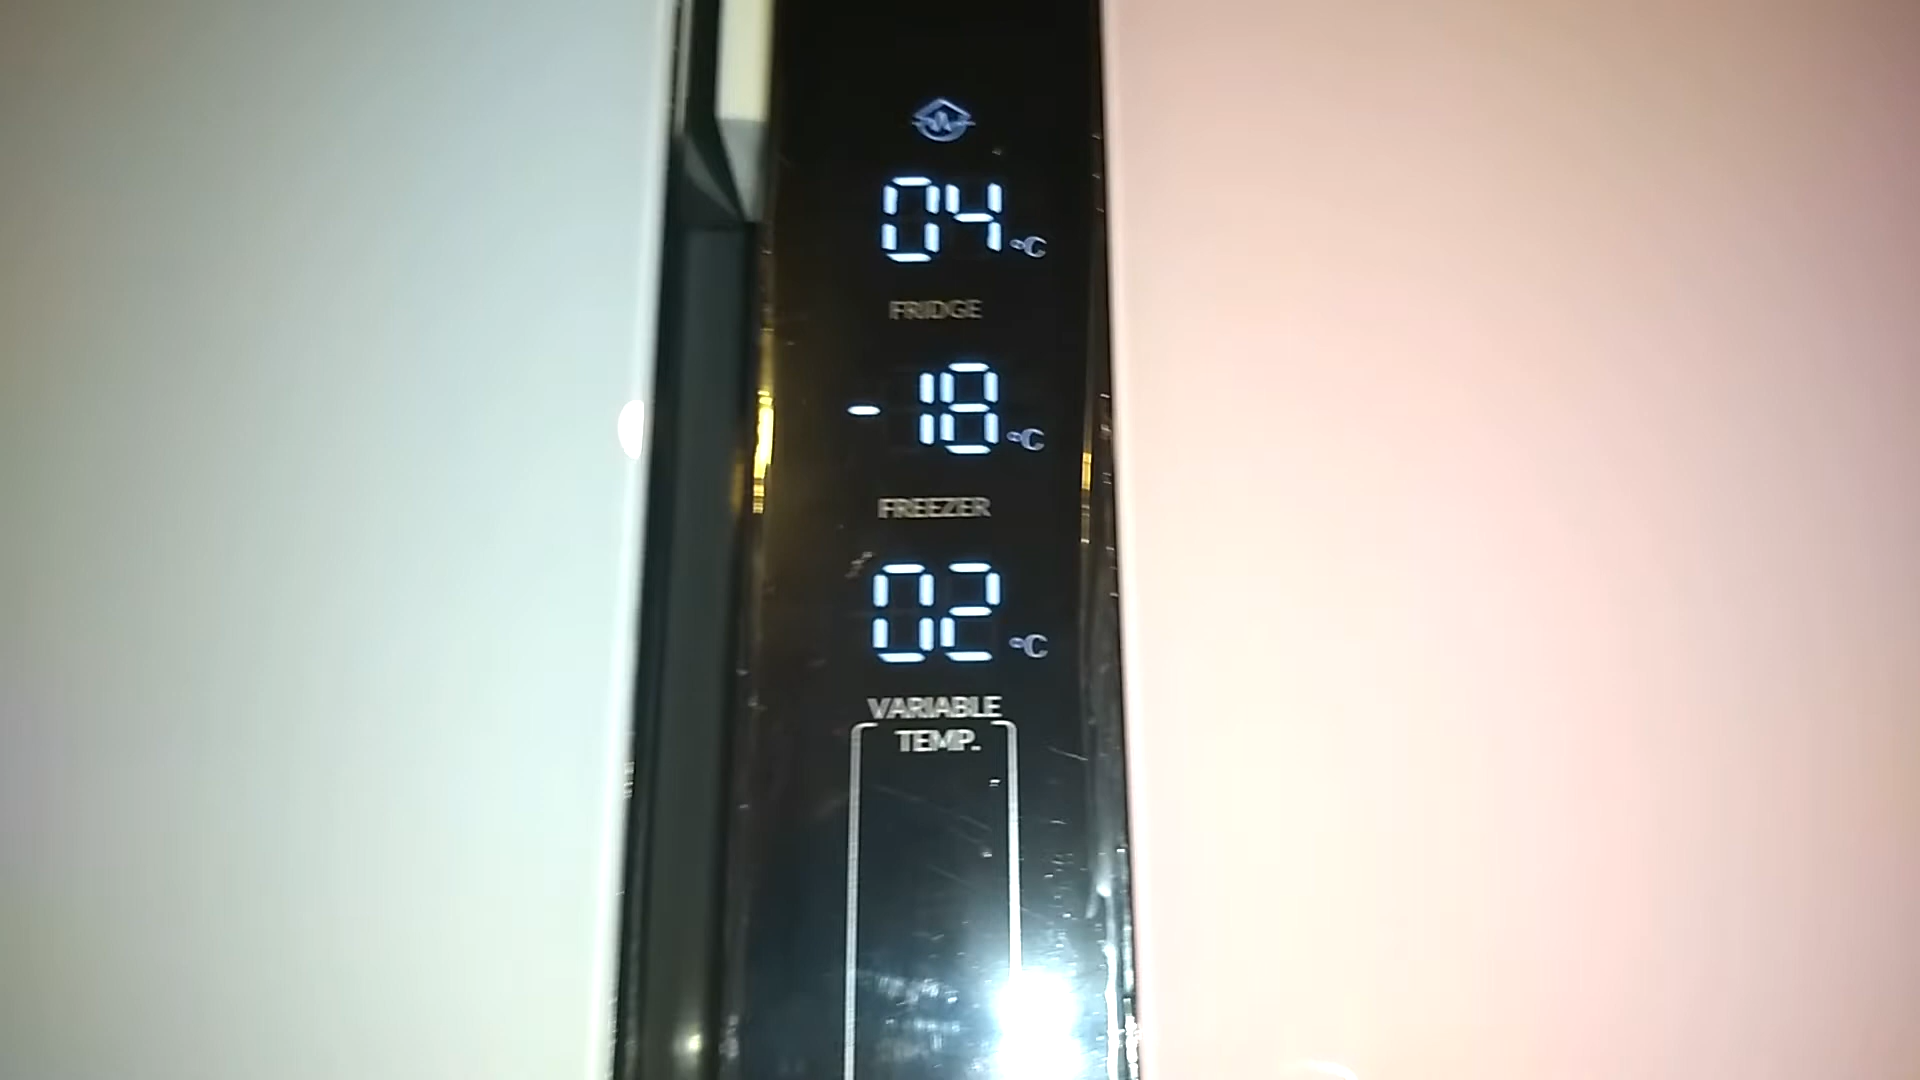 04°C
FRIDGE
-18°C
FREEZER
02°C
VARIABLE
TEMP.